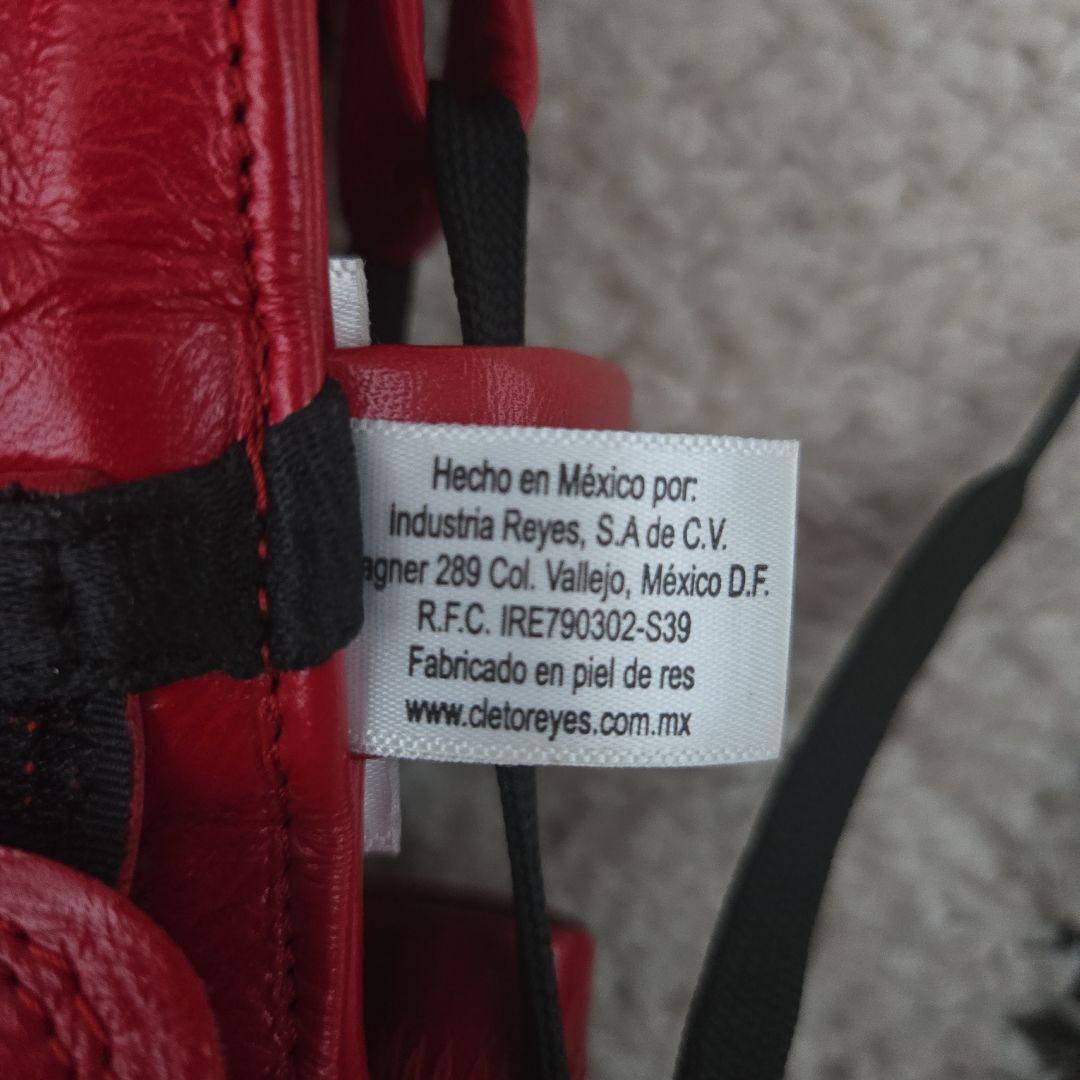 Hecho en México por:
Industria Reyes, S.A de C.V.
agner 289 Col. Vallejo, México D.F.
R.F.C. IRE790302-S39
Fabricado en piel de res
www.cletoreyes.com.mx